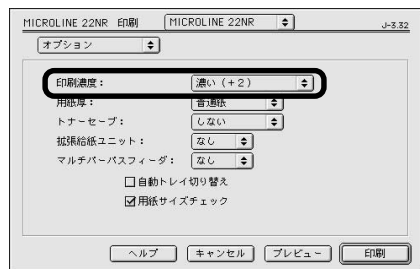 MICROLINE 22NR 印刷 MICROLINE 22NR J-3.32
オプション
印刷濃度： 濃い（+2）
用紙厚： 普通紙
トナーセーブ： しない
拡張給紙ユニット： なし
マルチパーパスフィーダ： なし
自動トレイ切り替え
用紙サイズチェック
ヘルプ キャンセル プレビュー 印刷